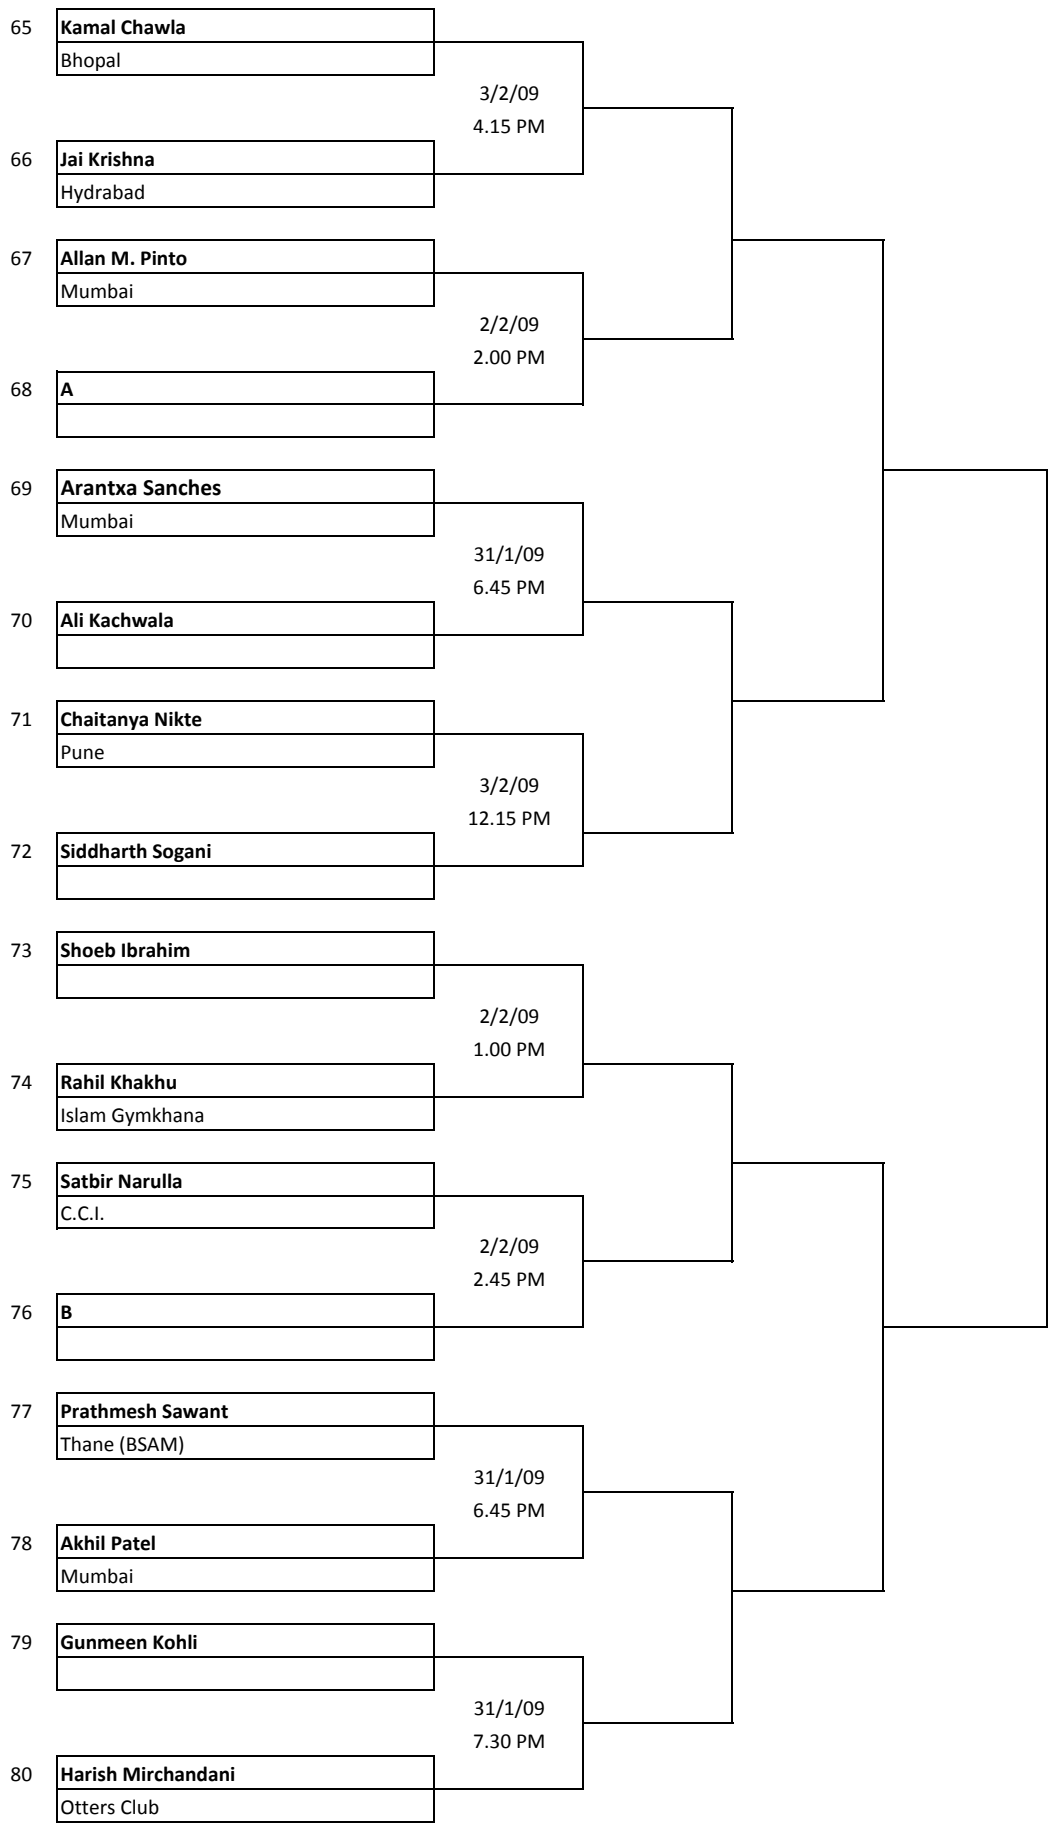 65 Kamal Chawla
Bhopal
3/2/09
4.15 PM
66 Jai Krishna
Hydrabad
67 Allan M. Pinto
Mumbai
2/2/09
2.00 PM
68 A
69 Arantxa Sanches
Mumbai
31/1/09
6.45 PM
70 Ali Kachwala
71 Chaitanya Nikte
Pune
3/2/09
12.15 PM
72 Siddharth Sogani
73 Shoeb Ibrahim
2/2/09
1.00 PM
74 Rahil Khakhu
Islam Gymkhana
75 Satbir Narulla
C.C.I.
2/2/09
2.45 PM
76 B
77 Prathmesh Sawant
Thane (BSAM)
31/1/09
6.45 PM
78 Akhil Patel
Mumbai
79 Gunmeen Kohli
31/1/09
7.30 PM
80 Harish Mirchandani
Otters Club